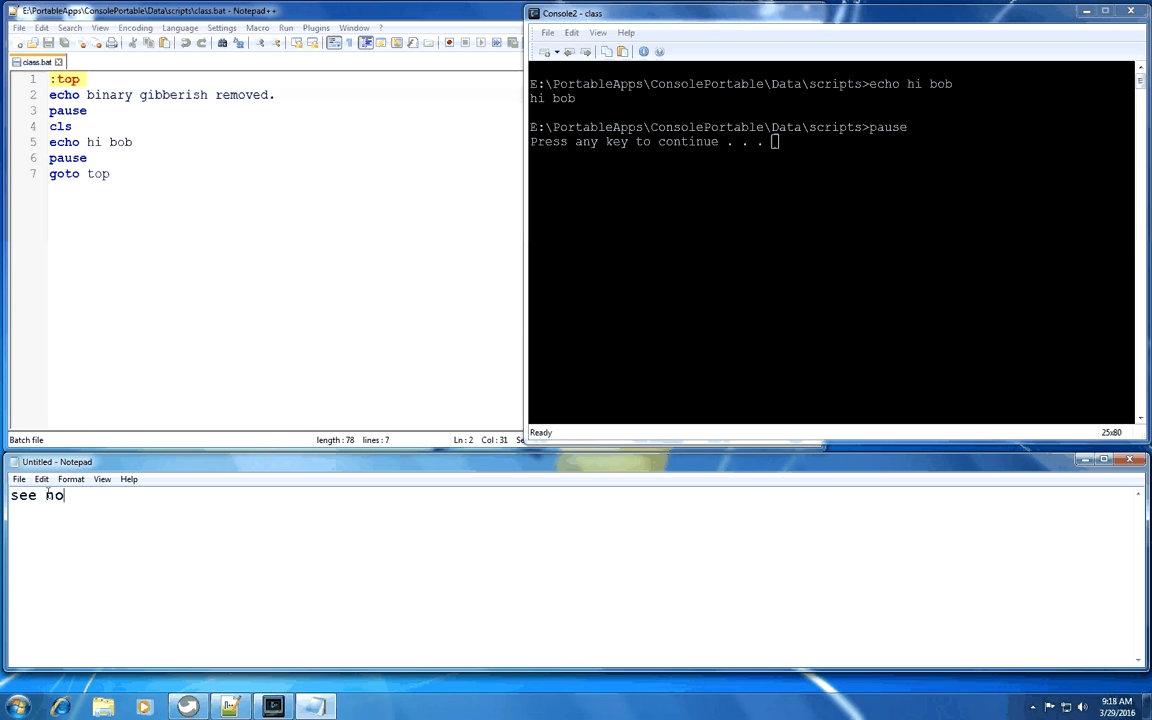 E:\PortableApps\ConsolePortable\Data\scripts\class.bat - Notepad++
File Edit Search View Encoding Language Settings Macro Run Plugins Window ?
class.bat
1 :top
2 echo binary gibberish removed.
3 pause
4 cls
5 echo hi bob
6 pause
7 goto top
Batch file length : 78 lines : 7 Ln : 2 Col : 31
Console2 - class
File Edit View Help
E:\PortableApps\ConsolePortable\Data\scripts>echo hi bob
hi bob
E:\PortableApps\ConsolePortable\Data\scripts>pause
Press any key to continue . . .
Ready 25x80
Untitled - Notepad
File Edit Format View Help
see ho
9:18 AM
3/29/2016